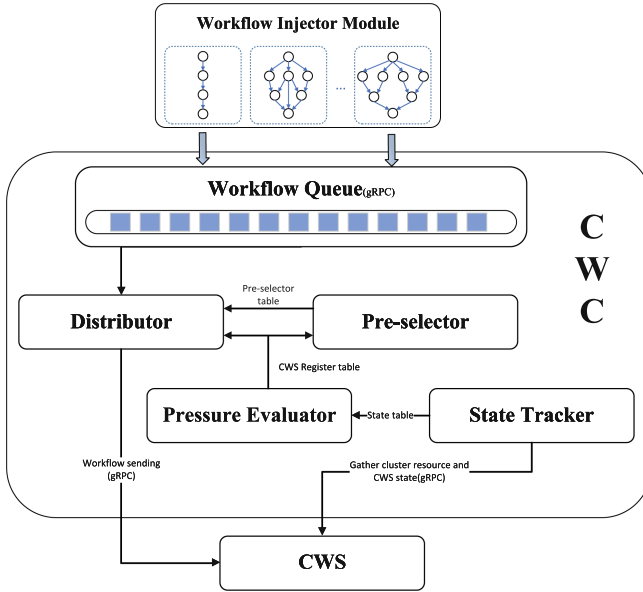 Workflow Injector Module
...
Workflow Queue(gRPC)
C
W
C
Pre-selector
table
Distributor
Pre-selector
CWS Register table
Pressure Evaluator
State table
State Tracker
Workflow sending
(gRPC)
Gather cluster resource and
CWS state(gRPC)
CWS